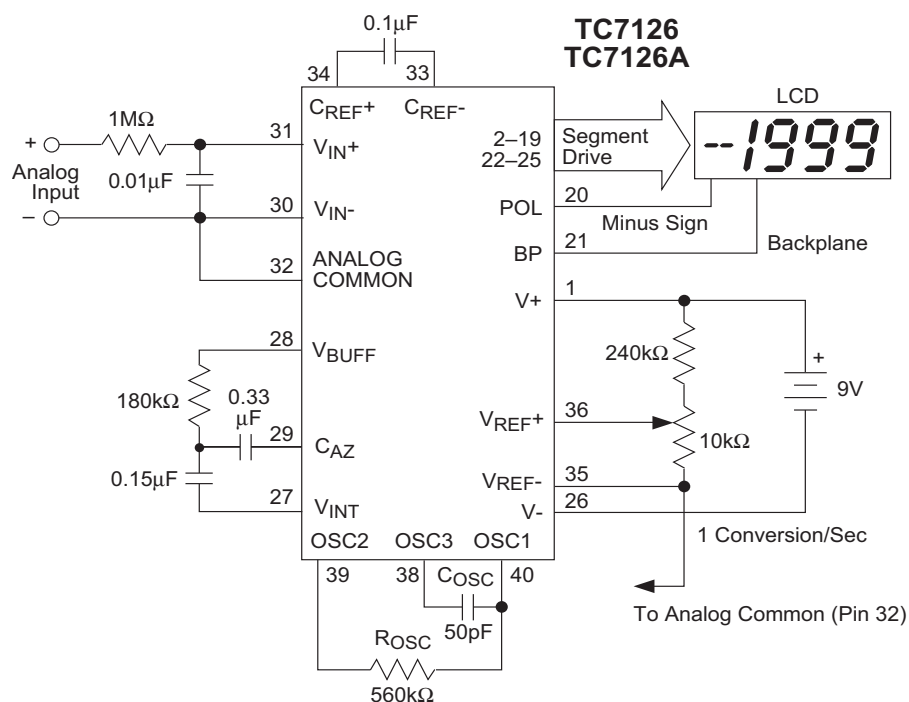 TC7126
TC7126A
0.1µF
34
33
LCD
CREF+
CREF-
1MΩ
31
VIN+
2–19
22–25
Segment
Drive
-1999
+
Analog
Input
–
0.01µF
30
VIN-
POL
20
Minus Sign
32
ANALOG
COMMON
BP
21
Backplane
V+
1
28
VBUFF
240kΩ
+
9V
180kΩ
0.33
µF
VREF+
36
29
CAZ
10kΩ
0.15µF
VREF-
35
27
VINT
V-
26
OSC2
OSC3
OSC1
1 Conversion/Sec
39
38
COSC
40
50pF
To Analog Common (Pin 32)
ROSC
560kΩ